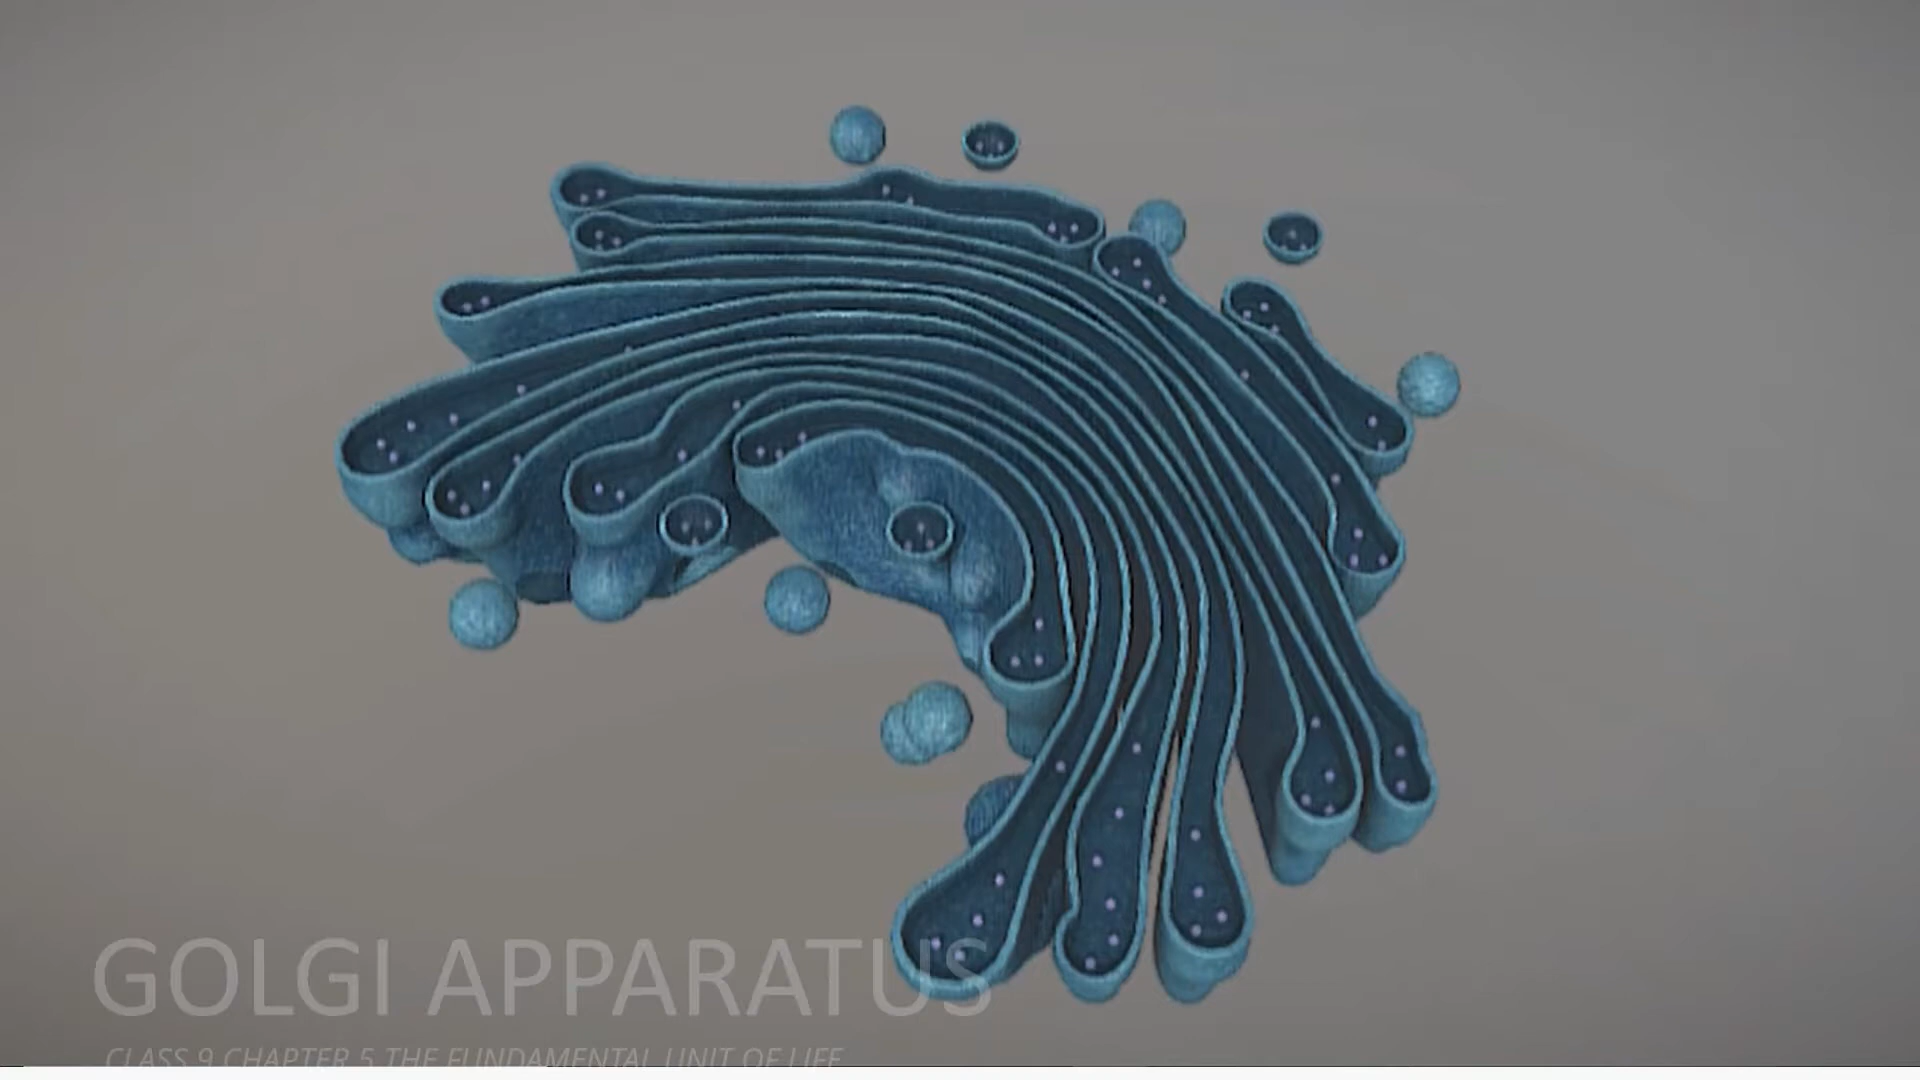 GOLGI APPARATUS
CLASS 9 CHAPTER 5 THE FUNDAMENTAL UNIT OF LIFE